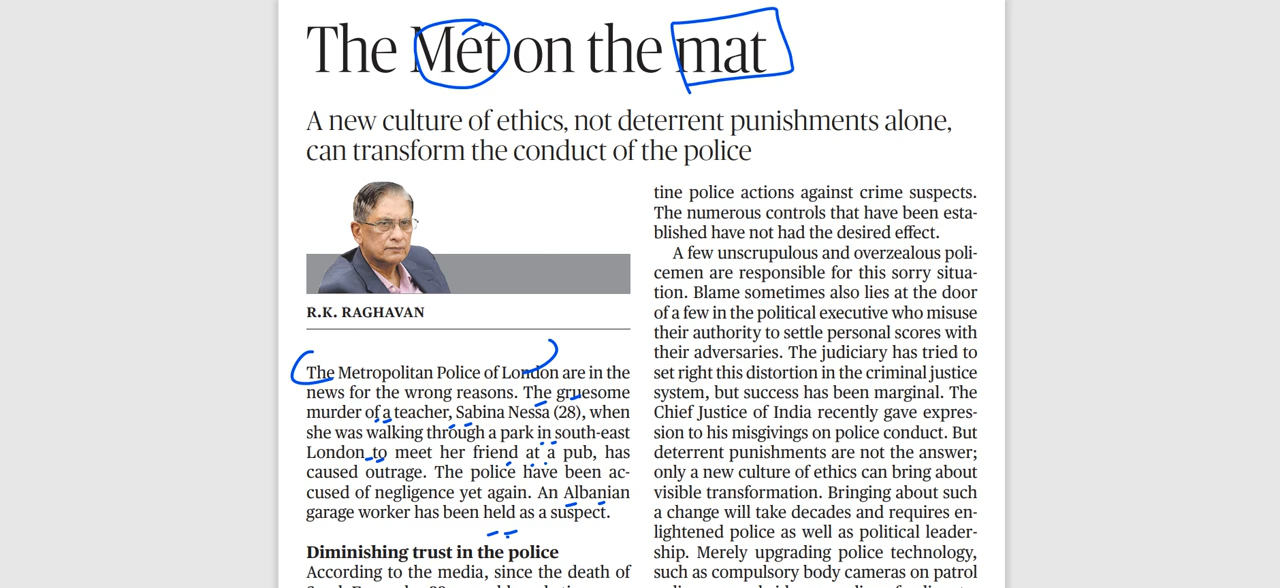 The Met on the mat
A new culture of ethics, not deterrent punishments alone,
can transform the conduct of the police
R.K. RAGHAVAN
The Metropolitan Police of London are in the
news for the wrong reasons. The gruesome
murder of a teacher, Sabina Nessa (28), when
she was walking through a park in south-east
London to meet her friend at a pub, has
caused outrage. The police have been ac-
cused of negligence yet again. An Albanian
garage worker has been held as a suspect.
Diminishing trust in the police
According to the media, since the death of
tine police actions against crime suspects.
The numerous controls that have been esta-
blished have not had the desired effect.
A few unscrupulous and overzealous poli-
cemen are responsible for this sorry situa-
tion. Blame sometimes also lies at the door
of a few in the political executive who misuse
their authority to settle personal scores with
their adversaries. The judiciary has tried to
set right this distortion in the criminal justice
system, but success has been marginal. The
Chief Justice of India recently gave expres-
sion to his misgivings on police conduct. But
deterrent punishments are not the answer;
only a new culture of ethics can bring about
visible transformation. Bringing about such
a change will take decades and requires en-
lightened police as well as political leader-
ship. Merely upgrading police technology,
such as compulsory body cameras on patrol